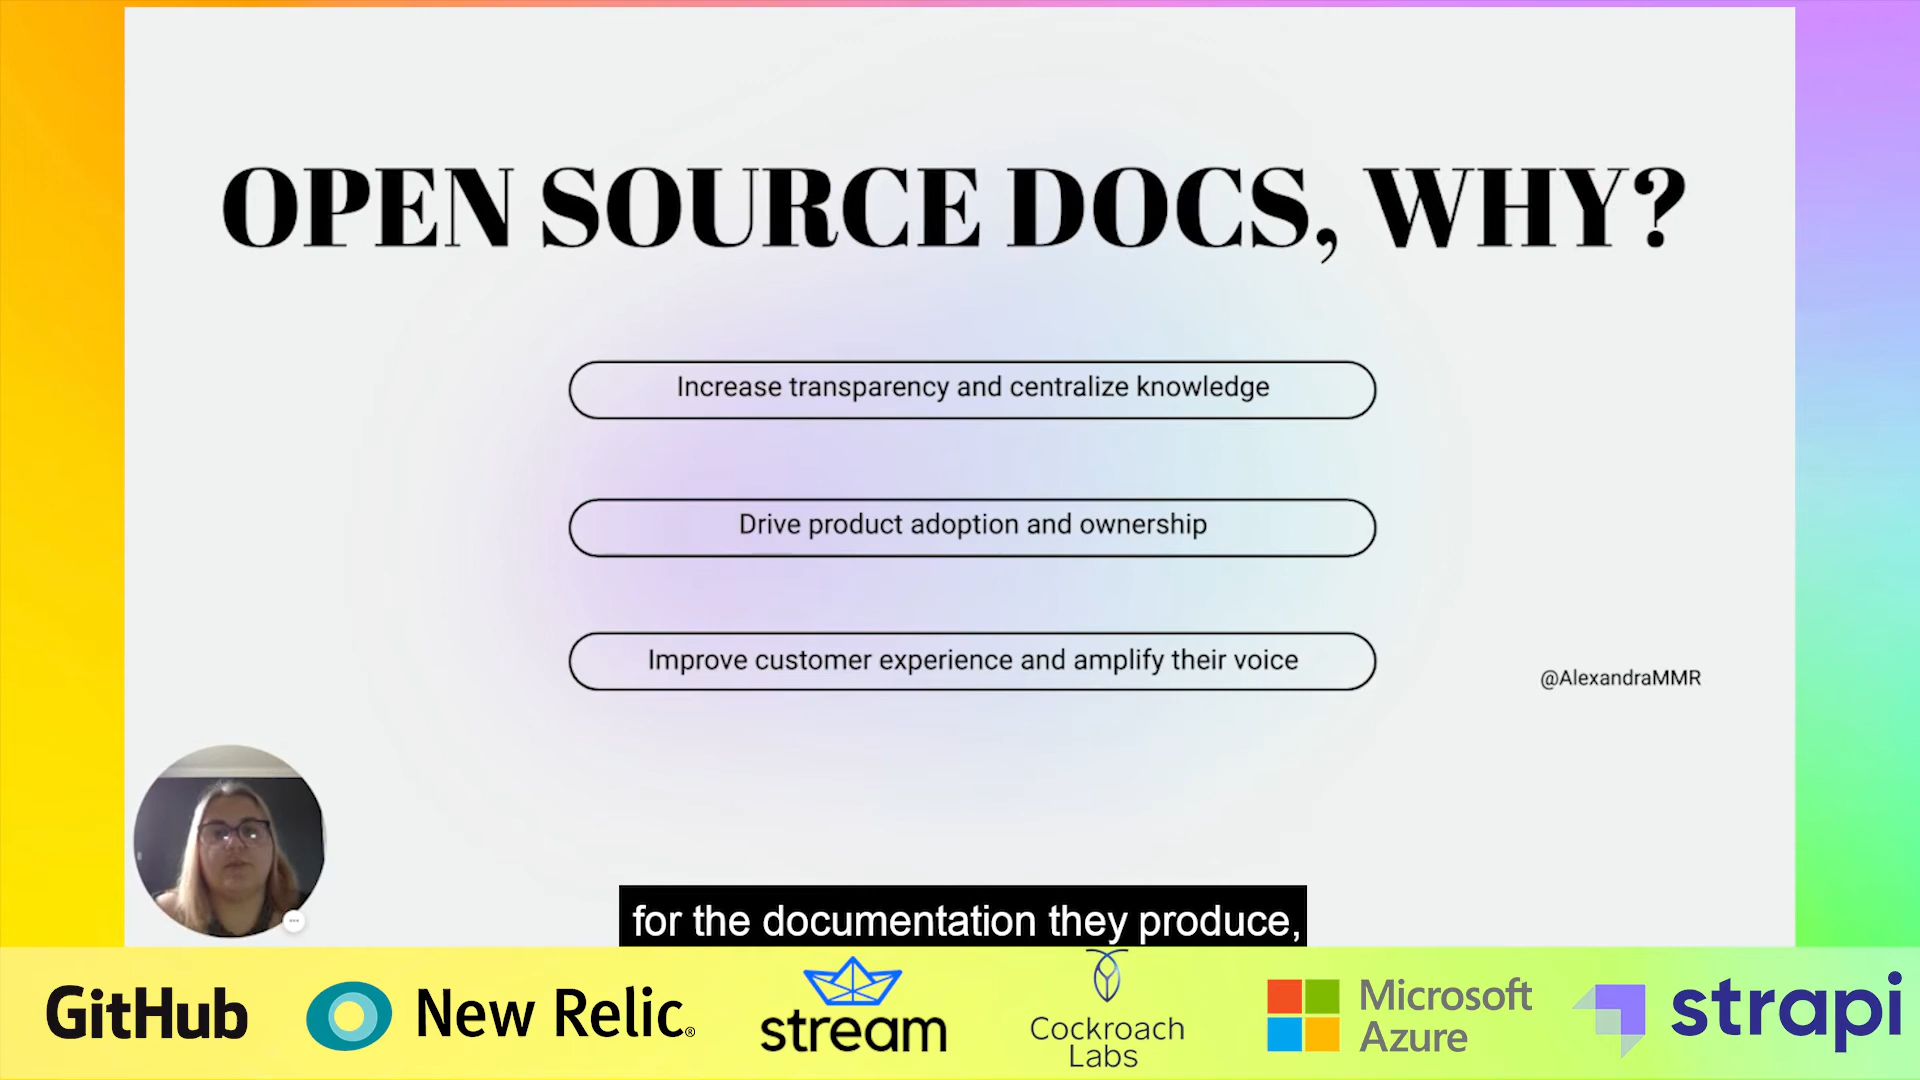 OPEN SOURCE DOCS, WHY?
Increase transparency and centralize knowledge
Drive product adoption and ownership
Improve customer experience and amplify their voice
@AlexandraMMR
for the documentation they produce,
GitHub
New Relic®
stream
Cockroach
Labs
Microsoft
Azure
strapi